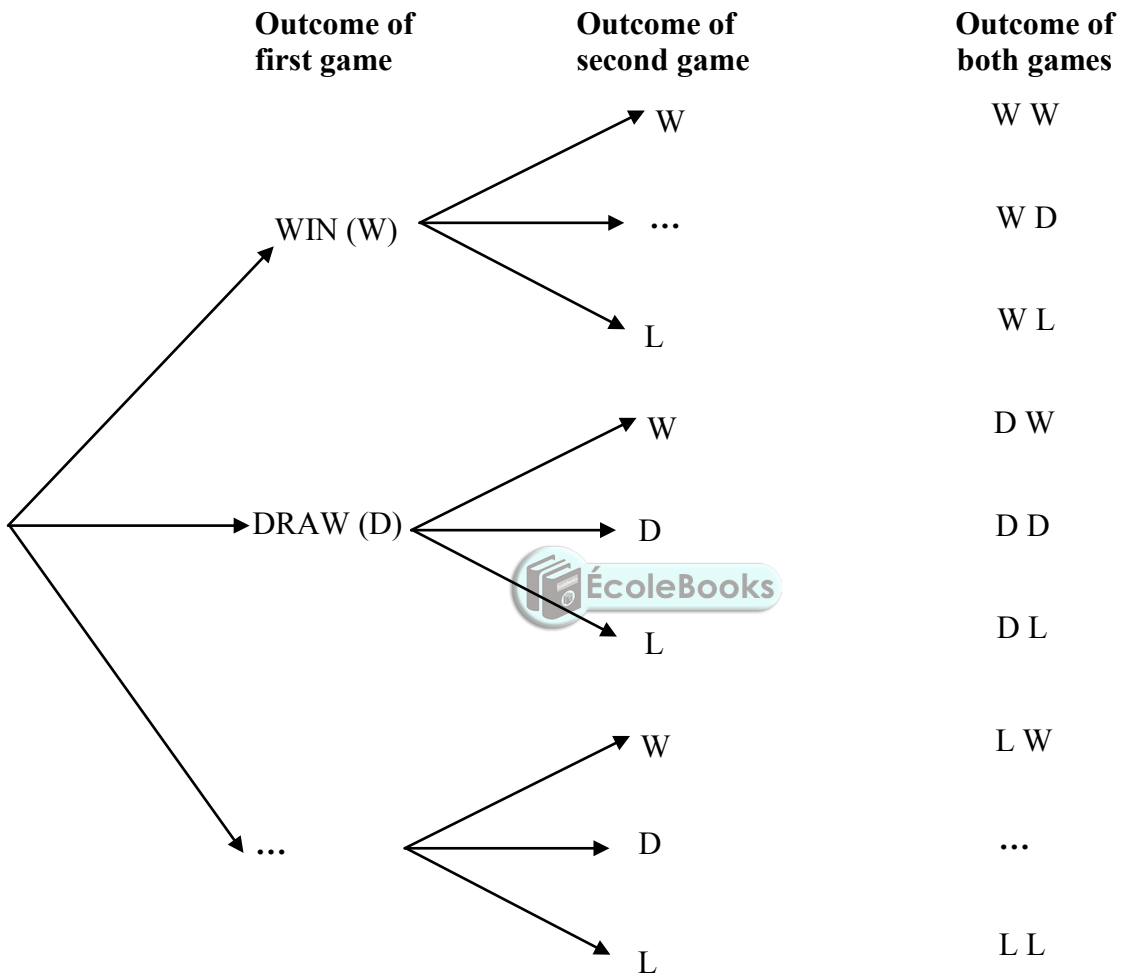 Outcome of first game
Outcome of second game
Outcome of both games
W
W W
WIN (W)
...
W D
L
W L
W
D W
DRAW (D)
D
D D
ÉcoleBooks
L
D L
W
L W
...
D
...
L
L L